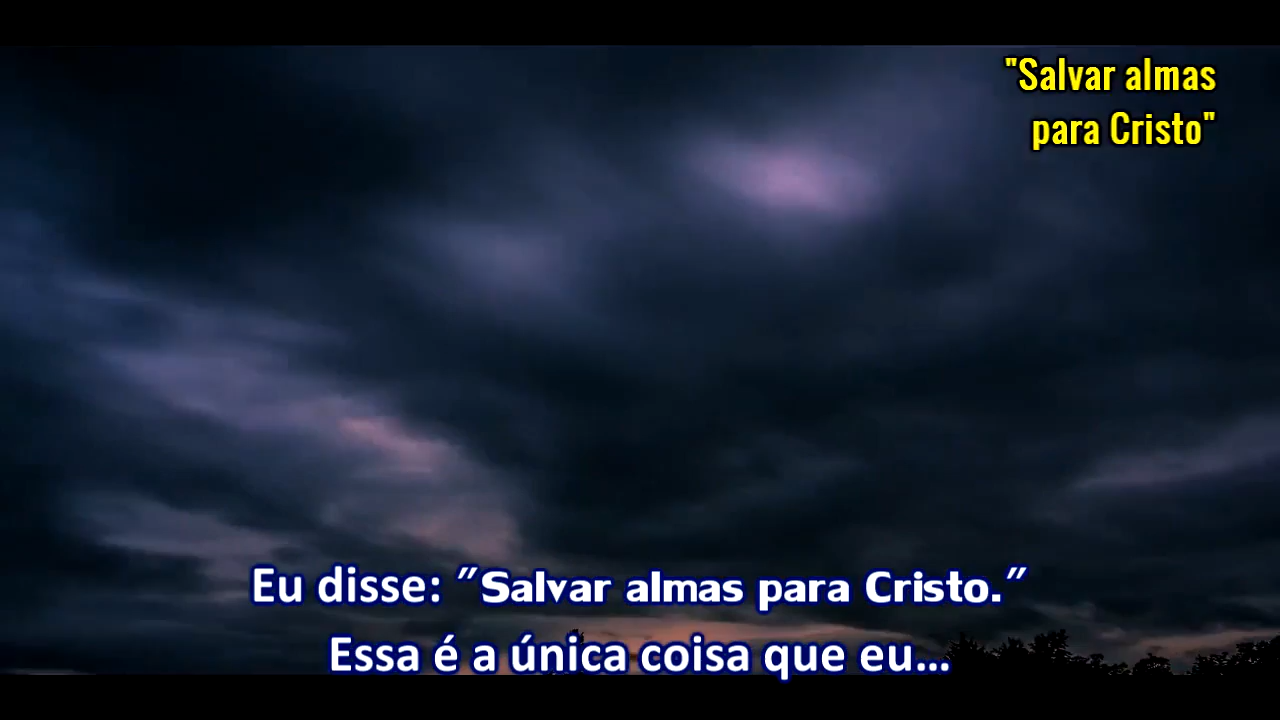 "Salvar almas
para Cristo"
Eu disse: "Salvar almas para Cristo."
Essa é a única coisa que eu...